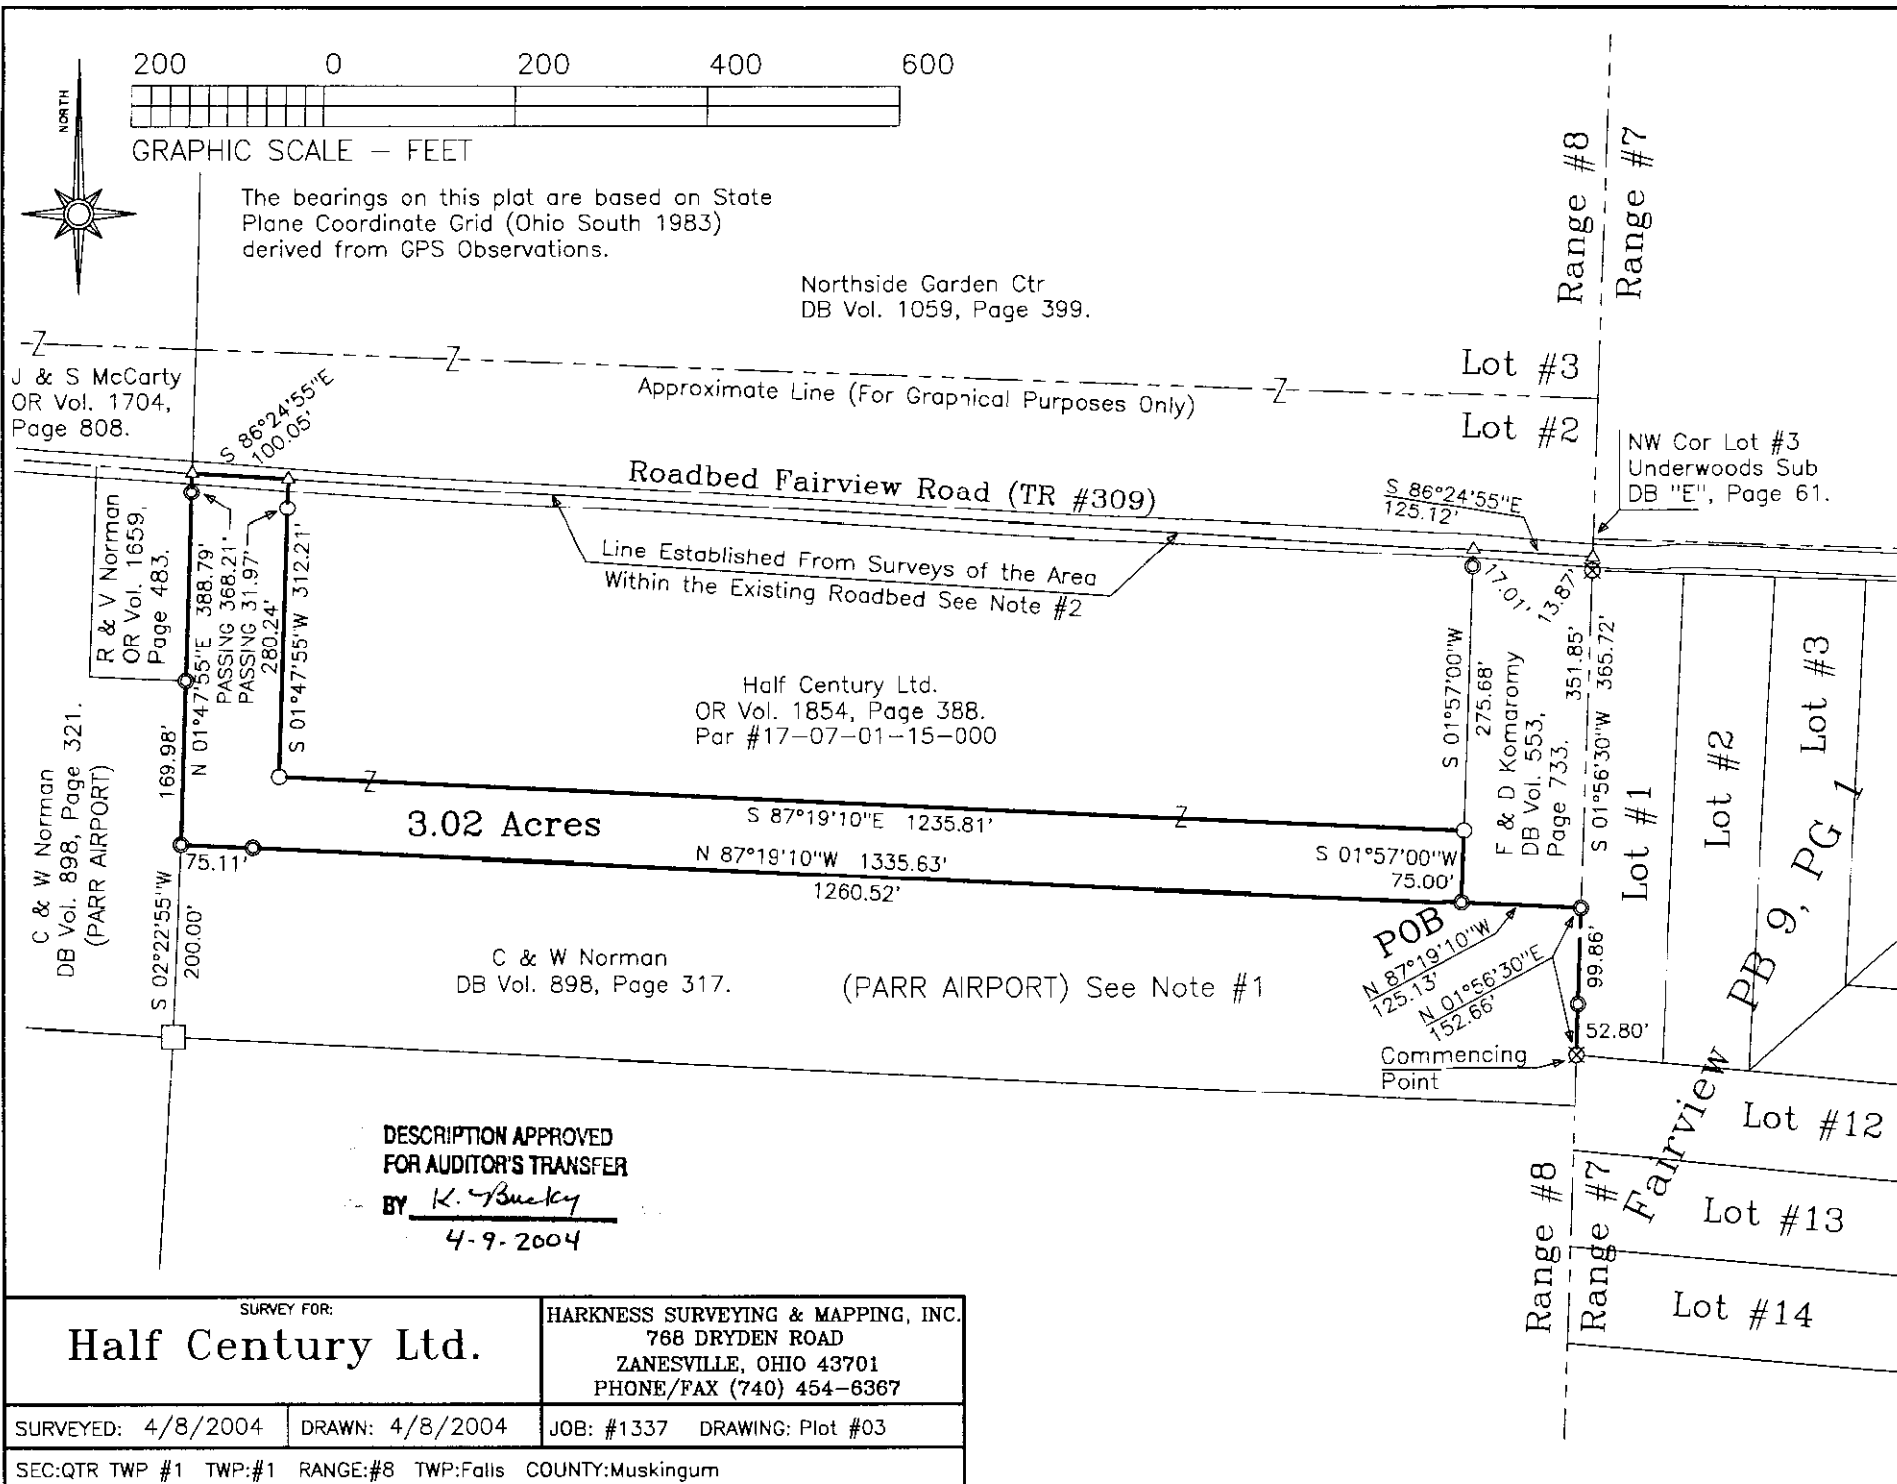 200 0 200 400 600
NORTH
GRAPHIC SCALE – FEET
The bearings on this plat are based on State
Plane Coordinate Grid (Ohio South 1983)
derived from GPS Observations.
Northside Garden Ctr
DB Vol. 1059, Page 399.
Range #8
Range #7
J & S McCarty
OR Vol. 1704,
Page 808.
S 86°24'55"E
100.05'
Z
Z
Z
Approximate Line (For Graphical Purposes Only)
Lot #3
Lot #2
NW Cor Lot #3
Underwoods Sub
DB "E", Page 61.
Roadbed Fairview Road (TR #309)
S 86°24'55"E
125.12'
Line Established From Surveys of the Area
Within the Existing Roadbed See Note #2
R & V Norman
OR Vol. 1659,
Page 483.
N 01°47'55"E 388.79'
PASSING 368.21'
PASSING 31.97'
280.24'
S 01°47'55"W 312.21'
17.01'
13.87'
Half Century Ltd.
OR Vol. 1854, Page 388.
Par #17-07-01-15-000
S 01°57'00"W
275.68'
F & D Komaromy
DB Vol. 553,
Page 733.
351.85'
S 01°56'30"W 365.72'
Lot #1
Lot #2
Lot #3
C & W Norman
DB Vol. 898, Page 321.
(PARR AIRPORT)
169.98'
Z
Z
3.02 Acres
S 87°19'10"E 1235.81'
N 87°19'10"W 1335.63'
1260.52'
75.11'
S 01°57'00"W
75.00'
S 02°22'55"W
200.00'
C & W Norman
DB Vol. 898, Page 317.
(PARR AIRPORT) See Note #1
POB
N 87°19'10"W
125.13'
N 01°56'30"E
152.66'
99.86'
52.80'
Commencing
Point
Fairview PB 9, PG 1
Lot #12
Lot #13
Lot #14
Range #8
Range #7
DESCRIPTION APPROVED
FOR AUDITOR'S TRANSFER
BY K. Bucky
4-9-2004
SURVEY FOR:
Half Century Ltd.
HARKNESS SURVEYING & MAPPING, INC.
768 DRYDEN ROAD
ZANESVILLE, OHIO 43701
PHONE/FAX (740) 454-6367
SURVEYED: 4/8/2004 DRAWN: 4/8/2004 JOB: #1337 DRAWING: Plot #03
SEC:QTR TWP #1 TWP:#1 RANGE:#8 TWP:Falls COUNTY:Muskingum